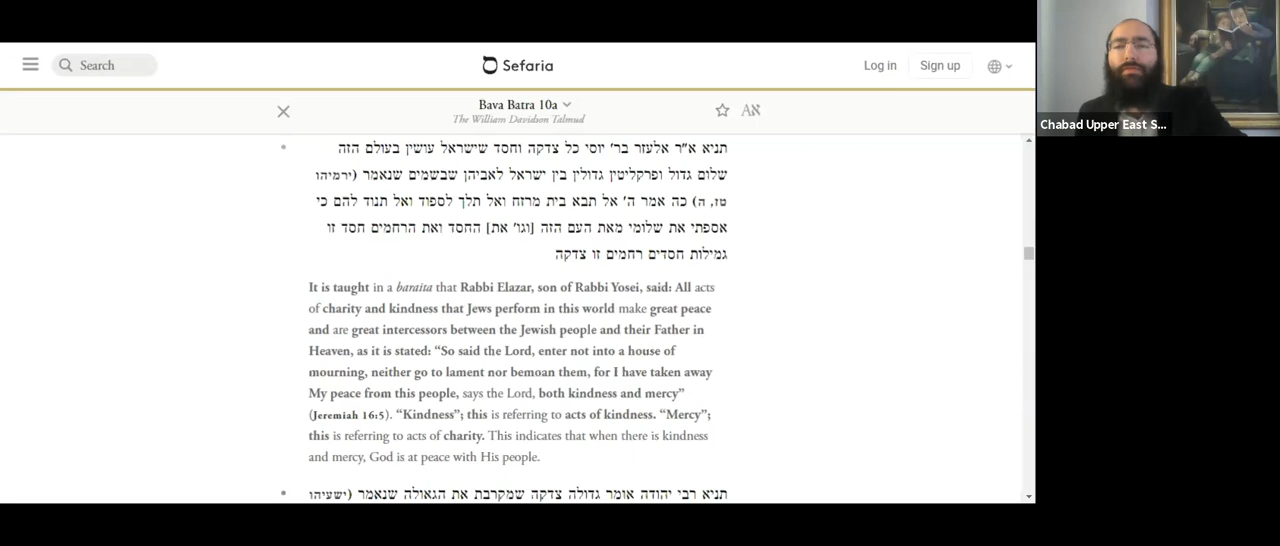 Search
Sefaria
Log in
Sign up
Bava Batra 10a
The William Davidson Talmud
Aא
Chabad Upper East S...
תניא א״ר אלעזר בר׳ יוסי כל צדקה וחסד שישראל עושין בעולם הזה
שלום גדול ופרקליטין גדולין בין ישראל לאביהן שבשמים שנאמר (ירמיהו
טז, ה) כה אמר ה׳ אל תבא בית מרזח ואל תלך לספוד ואל תנוד להם כי
אספתי את שלומי מאת העם הזה [וגו׳ את] החסד ואת הרחמים חסד זו
גמילות חסדים רחמים זו צדקה
It is taught in a baraita that Rabbi Elazar, son of Rabbi Yosei, said: All acts
of charity and kindness that Jews perform in this world make great peace
and are great intercessors between the Jewish people and their Father in
Heaven, as it is stated: “So said the Lord, enter not into a house of
mourning, neither go to lament nor bemoan them, for I have taken away
My peace from this people, says the Lord, both kindness and mercy”
(Jeremiah 16:5). “Kindness”; this is referring to acts of kindness. “Mercy”;
this is referring to acts of charity. This indicates that when there is kindness
and mercy, God is at peace with His people.
תניא רבי יהודה אומר גדולה צדקה שמקרבת את הגאולה שנאמר (ישעיהו